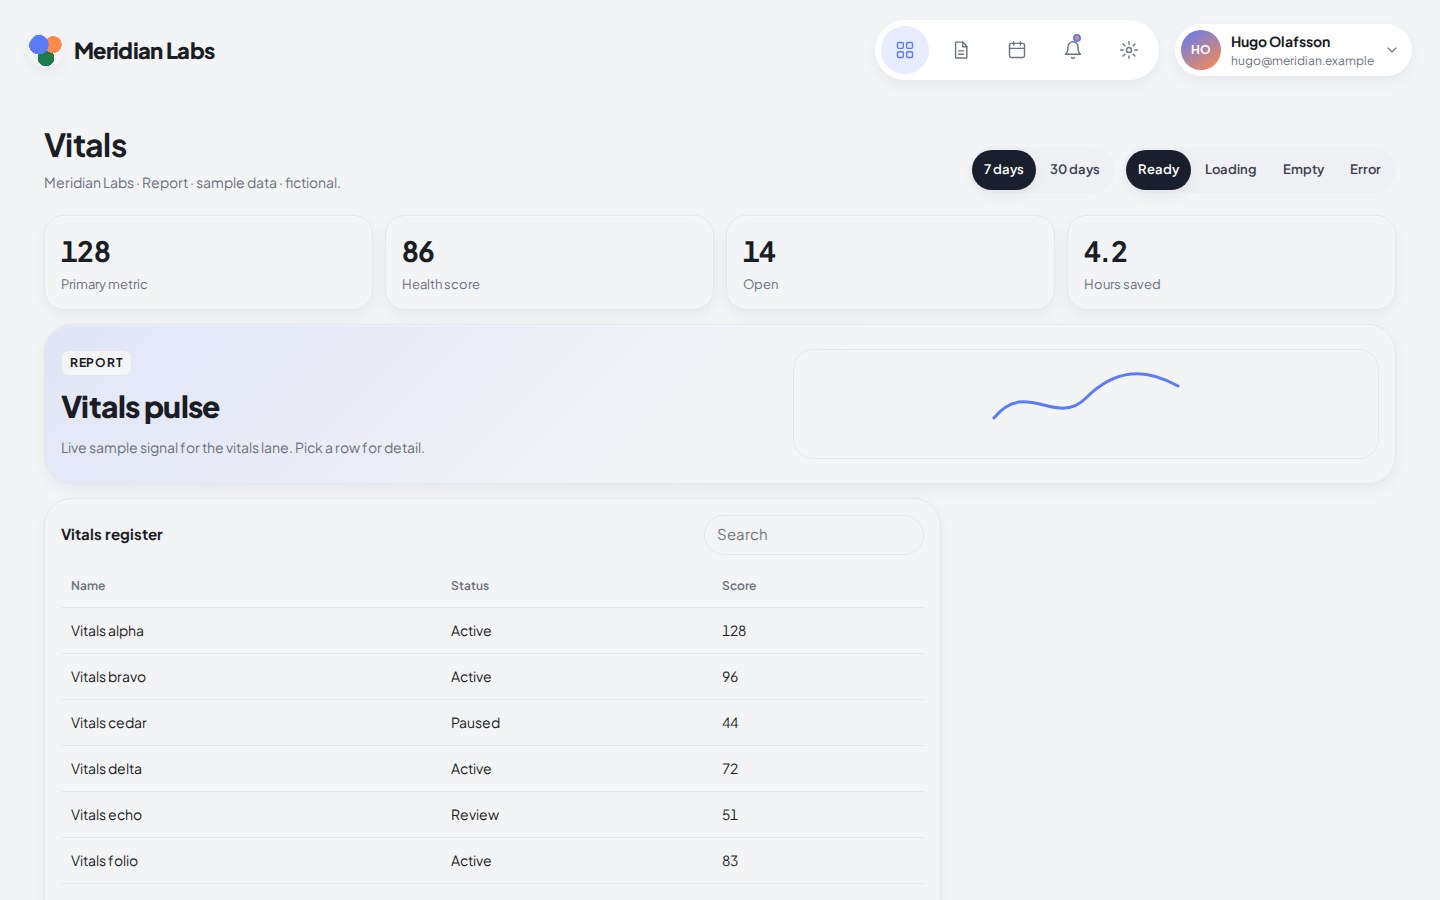 Meridian Labs
HO
Hugo Olafsson
hugo@meridian.example
Vitals
Meridian Labs · Report · sample data · fictional.
7 days
30 days
Ready
Loading
Empty
Error
128
Primary metric
86
Health score
14
Open
4.2
Hours saved
REPORT
Vitals pulse
Live sample signal for the vitals lane. Pick a row for detail.
Vitals register
Search
Name Status Score
Vitals alpha Active 128
Vitals bravo Active 96
Vitals cedar Paused 44
Vitals delta Active 72
Vitals echo Review 51
Vitals folio Active 83